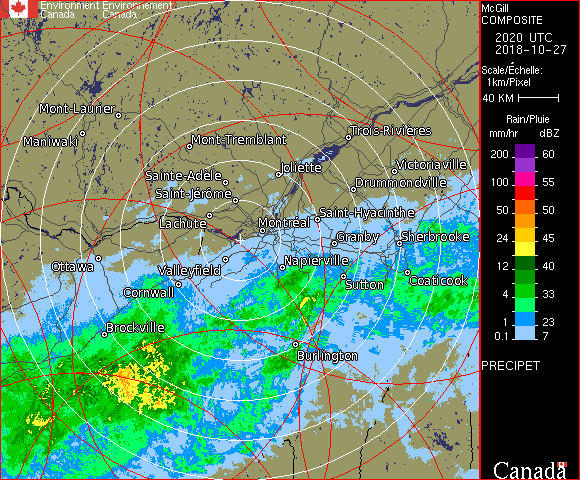 Environment Environnement
Canada Canada
McGill
COMPOSITE
2020 UTC
2018-10-27
Scale/Échelle:
1km/Pixel
40 KM
Rain/Pluie
mm/hr dBZ
200 60
100 55
50 50
24 45
12 40
4 33
1 23
0.1 7
PRECIPET
Mont-Laurier
Maniwaki
Mont-Tremblant
Trois-Rivières
Joliette
Victoriaville
Sainte-Adèle
Drummondville
Saint-Jérôme
Lachute
Montréal
Saint-Hyacinthe
Granby
Sherbrooke
Ottawa
Valleyfield
Napierville
Cornwall
Sutton
Coaticook
Brockville
Burlington
Canada